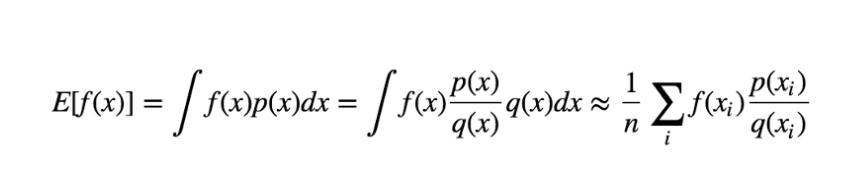 E[f(x)] = ∫ f(x)p(x)dx = ∫ f(x) p(x)/q(x) q(x)dx ≈ 1/n ∑_i f(x_i) p(x_i)/q(x_i)